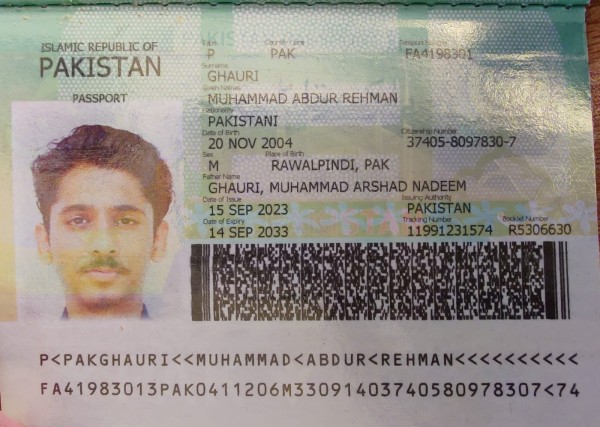 ISLAMIC REPUBLIC OF
PAKISTAN
PASSPORT
Type Country Code Passport Number
P PAK FA4198301
Surname
GHAURI
Given Names
MUHAMMAD ABDUR REHMAN
Nationality
PAKISTANI
Date of Birth Citizenship Number
20 NOV 2004 37405-8097830-7
Sex Place of Birth
M RAWALPINDI, PAK
Father Name
GHAURI, MUHAMMAD ARSHAD NADEEM
Date of Issue Issuing Authority
15 SEP 2023 PAKISTAN
Date of Expiry Tracking Number Booklet Number
14 SEP 2033 11991231574 R5306630
P<PAKGHAURI<<MUHAMMAD<ABDUR<REHMAN<<<<<<<<<<
FA41983013PAK0411206M33091403740580978307<74